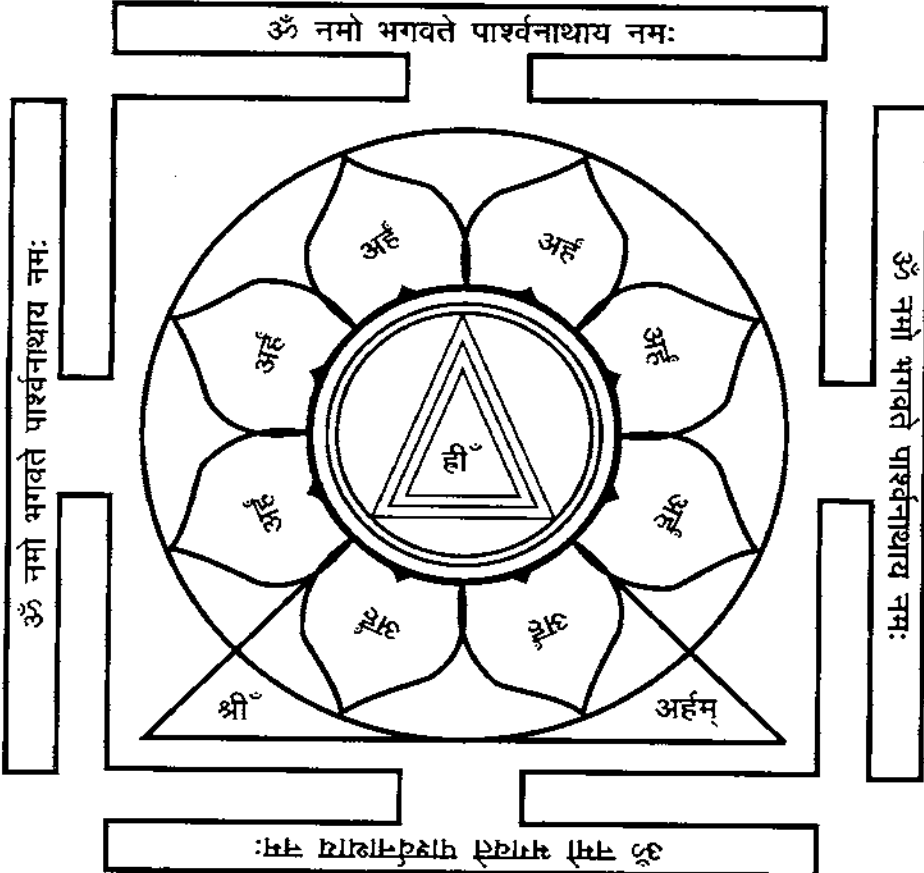 ॐ नमो भगवते पार्श्वनाथाय नमः
ॐ नमो भगवते पार्श्वनाथाय नमः
ॐ नमो भगवते पार्श्वनाथाय नमः
अर्हँ
अर्हँ
अर्हँ
अर्हँ
ह्रीँ
अर्हँ
अर्हँ
अर्हँ
अर्हँ
श्रीँ
अर्हम्
ॐ नमो भगवते पार्श्वनाथाय नमः